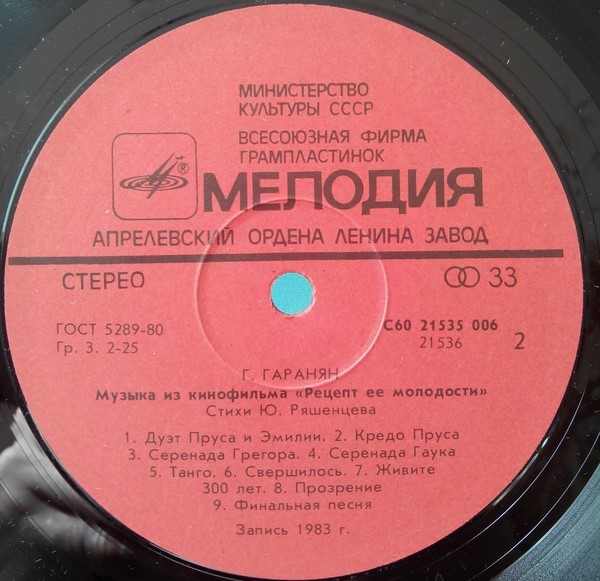 МИНИСТЕРСТВО
КУЛЬТУРЫ СССР
ВСЕСОЮЗНАЯ ФИРМА
ГРАМПЛАСТИНОК
®
МЕЛОДИЯ
АПРЕЛЕВСКИЙ ОРДЕНА ЛЕНИНА ЗАВОД
СТЕРЕО 33
ГОСТ 5289-80 С60 21535 006
Гр. 3. 2-25 21536 2
Г. ГАРАНЯН
Музыка из кинофильма «Рецепт ее молодости»
Стихи Ю. Ряшенцева
1. Дуэт Пруса и Эмилии. 2. Кредо Пруса
3. Серенада Грегора. 4. Серенада Гаука
5. Танго. 6. Свершилось. 7. Живите
300 лет. 8. Прозрение
9. Финальная песня
Запись 1983 г.